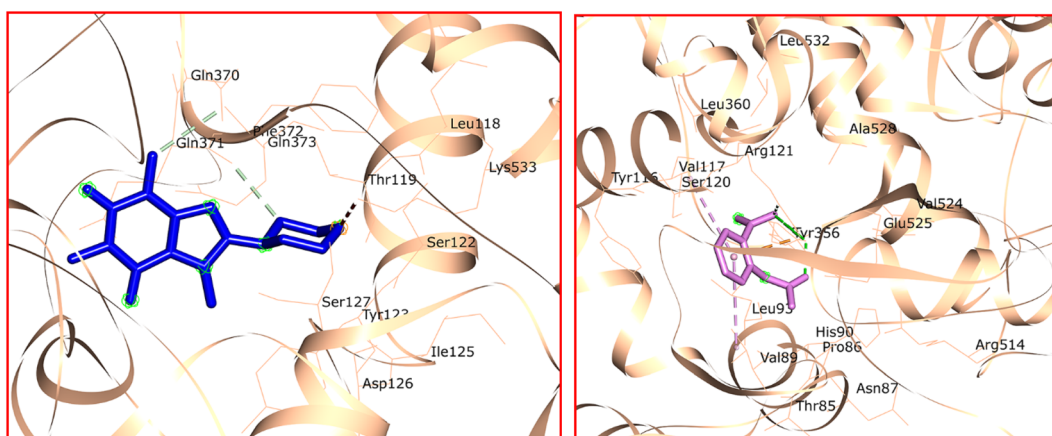 Gln370
Phe372
Gln371
Gln373
Leu118
Lys533
Thr119
Ser122
Ser127
Tyr123
Ile125
Asp126
Leu532
Leu360
Ala528
Arg121
Val117
Tyr116
Ser120
Val524
Glu525
Tyr356
Leu93
His90
Pro86
Val89
Arg514
Asn87
Thr85